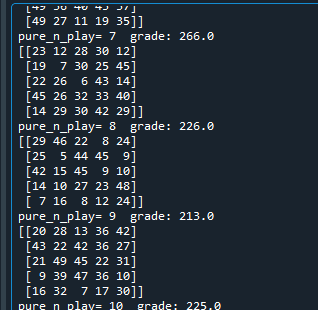 [49 27 11 19 35]]
pure_n_play= 7 grade: 266.0
[[23 12 28 30 12]
[19 7 30 25 45]
[22 26 6 43 14]
[45 26 32 33 40]
[14 29 30 42 29]]
pure_n_play= 8 grade: 226.0
[[29 46 22 8 24]
[25 5 44 45 9]
[42 15 45 9 10]
[14 10 27 23 48]
[ 7 16 8 12 24]]
pure_n_play= 9 grade: 213.0
[[20 28 13 36 42]
[43 22 42 36 27]
[21 49 45 22 31]
[ 9 39 47 36 10]
[16 32 7 17 30]]
pure_n_play= 10 grade: 225.0